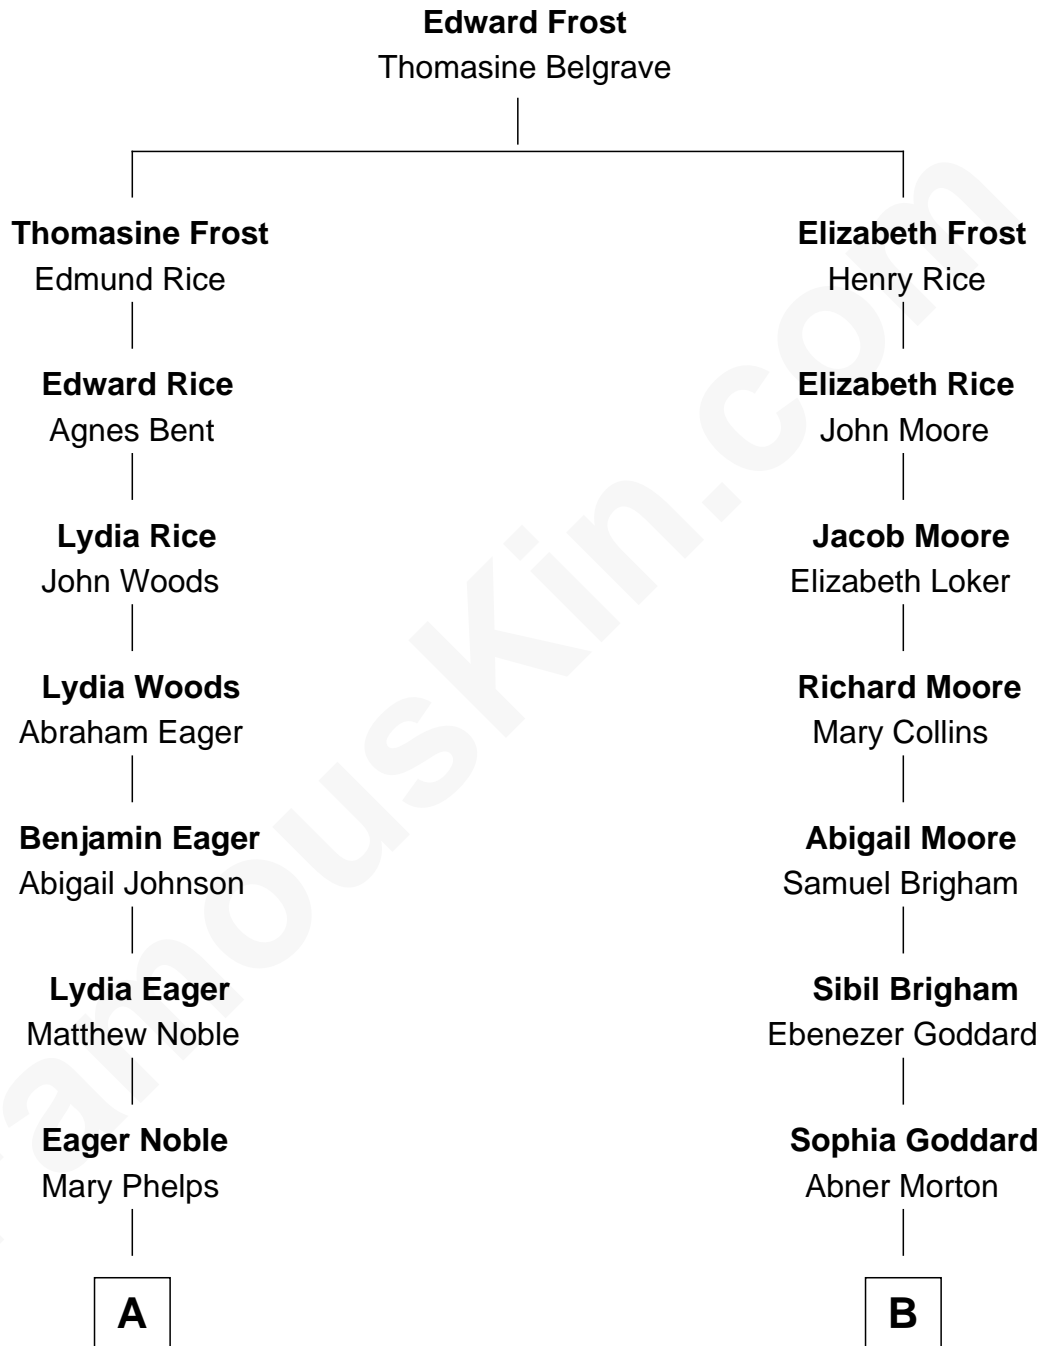 Edward Frost
Thomasine Belgrave
Thomasine Frost
Edmund Rice
Elizabeth Frost
Henry Rice
Edward Rice
Agnes Bent
Elizabeth Rice
John Moore
Lydia Rice
John Woods
Jacob Moore
Elizabeth Loker
Lydia Woods
Abraham Eager
Richard Moore
Mary Collins
Benjamin Eager
Abigail Johnson
Abigail Moore
Samuel Brigham
Lydia Eager
Matthew Noble
Sibil Brigham
Ebenezer Goddard
Eager Noble
Mary Phelps
Sophia Goddard
Abner Morton
A
B
FamousKin.com